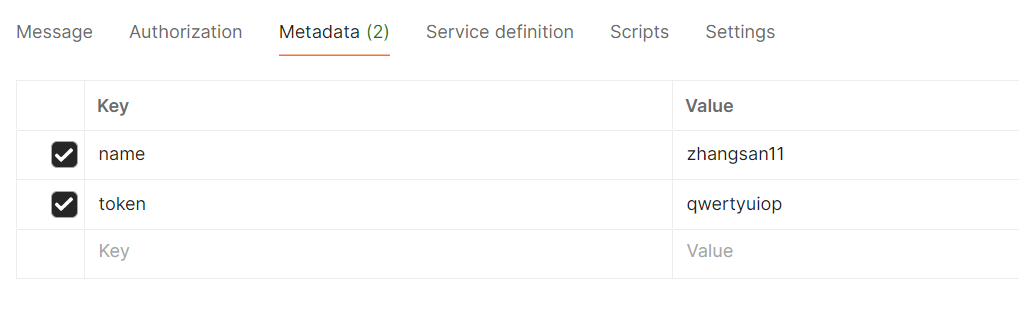 Message Authorization Metadata (2) Service definition Scripts Settings
Key Value
name zhangsan11
token qwertyuiop
Key Value